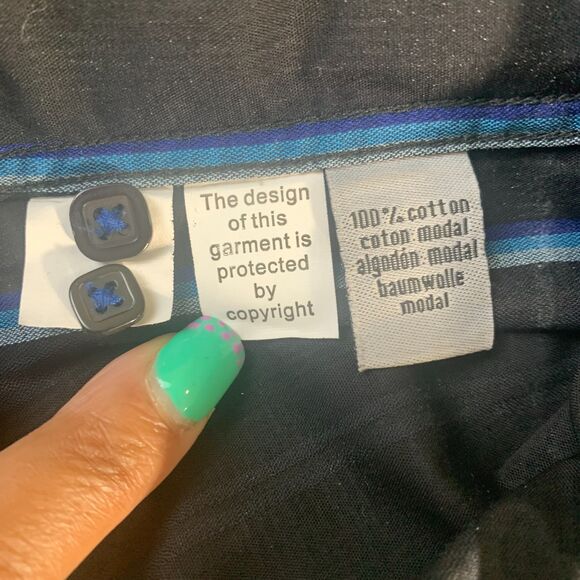 The design
of this
garment is
protected
by
copyright
100% cotton
coton modal
algodón modal
baumwolle
modal